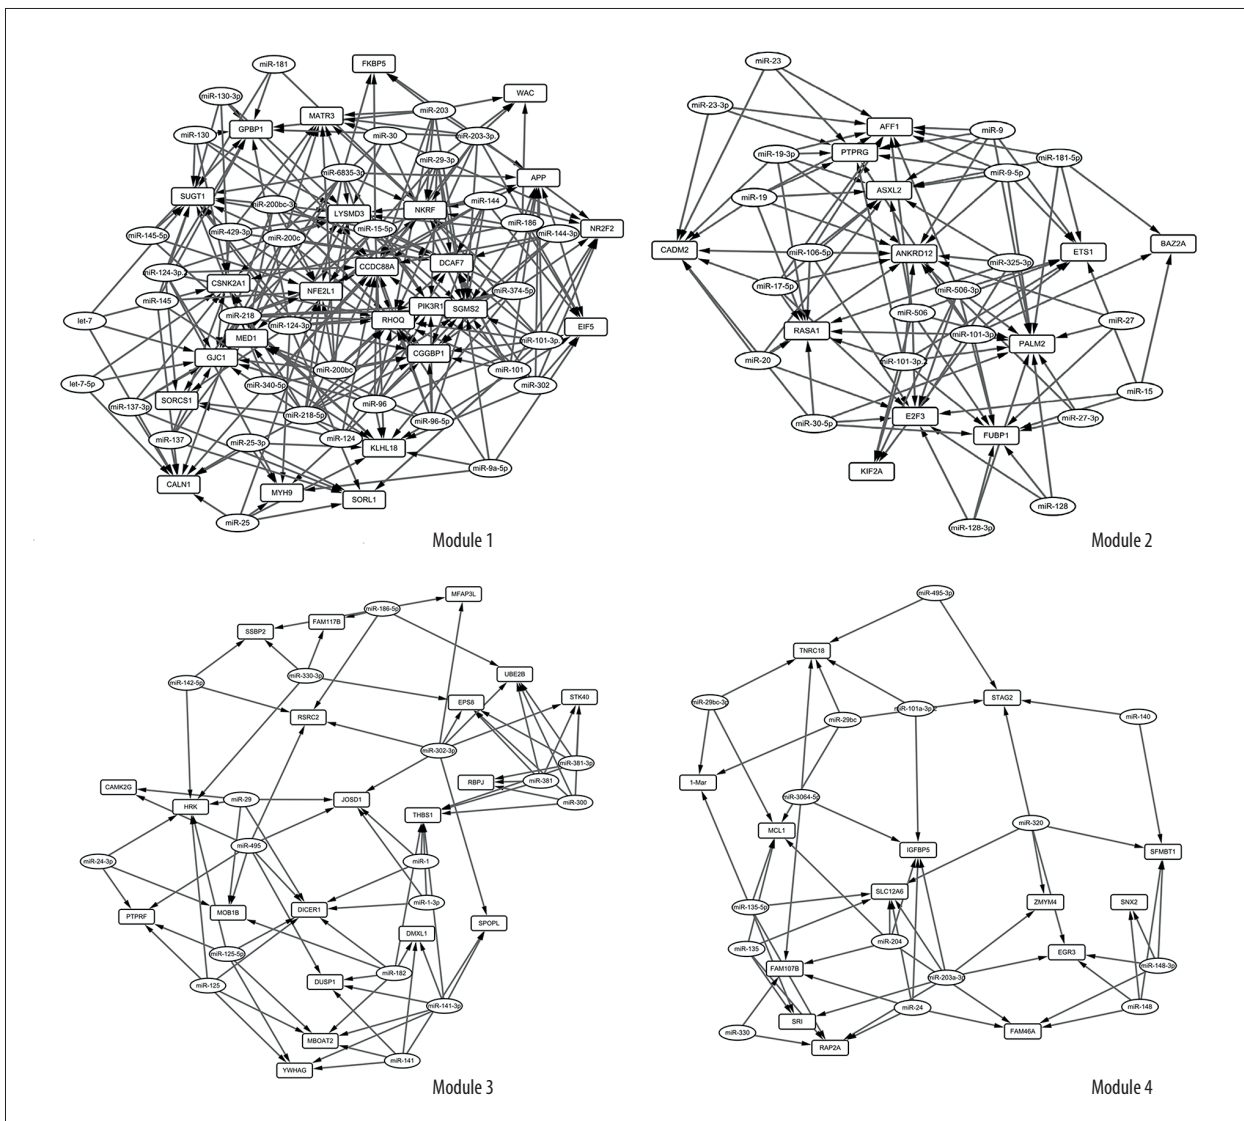 miR-181
FKBP5
WAC
miR-130-3p
MATR3
miR-203
miR-130
GPBP1
miR-30
miR-203-3p.
miR-29-3p
miR-6835-3p
APP
SUGT1
miR-200bc-3p
LYSMD3
NKRF
miR-144
miR-186
NR2F2
miR-145-5p
miR-429-3p
miR-200c
miR-15-5p
miR-144-3p
CCDC88A
DCAF7
miR-124-3p.
CSNK2A1
NFE2L1
miR-374-5p
miR-145
PIK3R1
SGMS2
let-7
miR-218
miR-124-3p
RHOQ
EIF5
MED1
miR-101-3p.
GJC1
CGGBP1
miR-200bc
miR-101
let-7-5p
miR-340-5p
miR-302
SORCS1
miR-137-3p
miR-218-5p
miR-96
miR-96-5p
miR-137
miR-25-3p
miR-124
KLHL18
miR-9a-5p
CALN1
MYH9
SORL1
miR-25
Module 1
miR-23
miR-23-3p
AFF1
miR-9
miR-19-3p
PTPRG
miR-181-5p
miR-9-5p
ASXL2
miR-19
CADM2
miR-106-5p
ANKRD12
ETS1
BAZ2A
miR-325-3p
miR-17-5p
miR-506-3p
miR-506
miR-27
RASA1
miR-101-3p
PALM2
miR-20
miR-101-3p.
miR-15
miR-30-5p
E2F3
miR-27-3p
FUBP1
KIF2A
miR-128
miR-128-3p
Module 2
MFAP3L
miR-186-5p
FAM117B
SSBP2
miR-142-5p
miR-330-3p
UBE2B
EPS8
STK40
RSRC2
miR-302-3p
miR-381-3p
RBPJ
miR-381
CAMK2G
miR-29
JOSD1
miR-300
HRK
THBS1
miR-495
miR-24-3p
miR-1
miR-1-3p
PTPRF
MOB1B
DICER1
SPOPL
DMXL1
miR-125-5p
miR-182
miR-125
DUSP1
miR-141-3p
MBOAT2
miR-141
YWHAG
Module 3
miR-495-3p
TNRC18
STAG2
miR-29bc-3p
miR-101a-3p.2
miR-29bc
miR-140
1-Mar
miR-3064-5p
MCL1
miR-320
IGFBP5
SFMBT1
SLC12A6
ZMYM4
SNX2
miR-135-5p
miR-135
miR-204
EGR3
FAM107B
miR-203a-3p
miR-148-3p
miR-24
miR-148
SRI
miR-330
FAM46A
RAP2A
Module 4